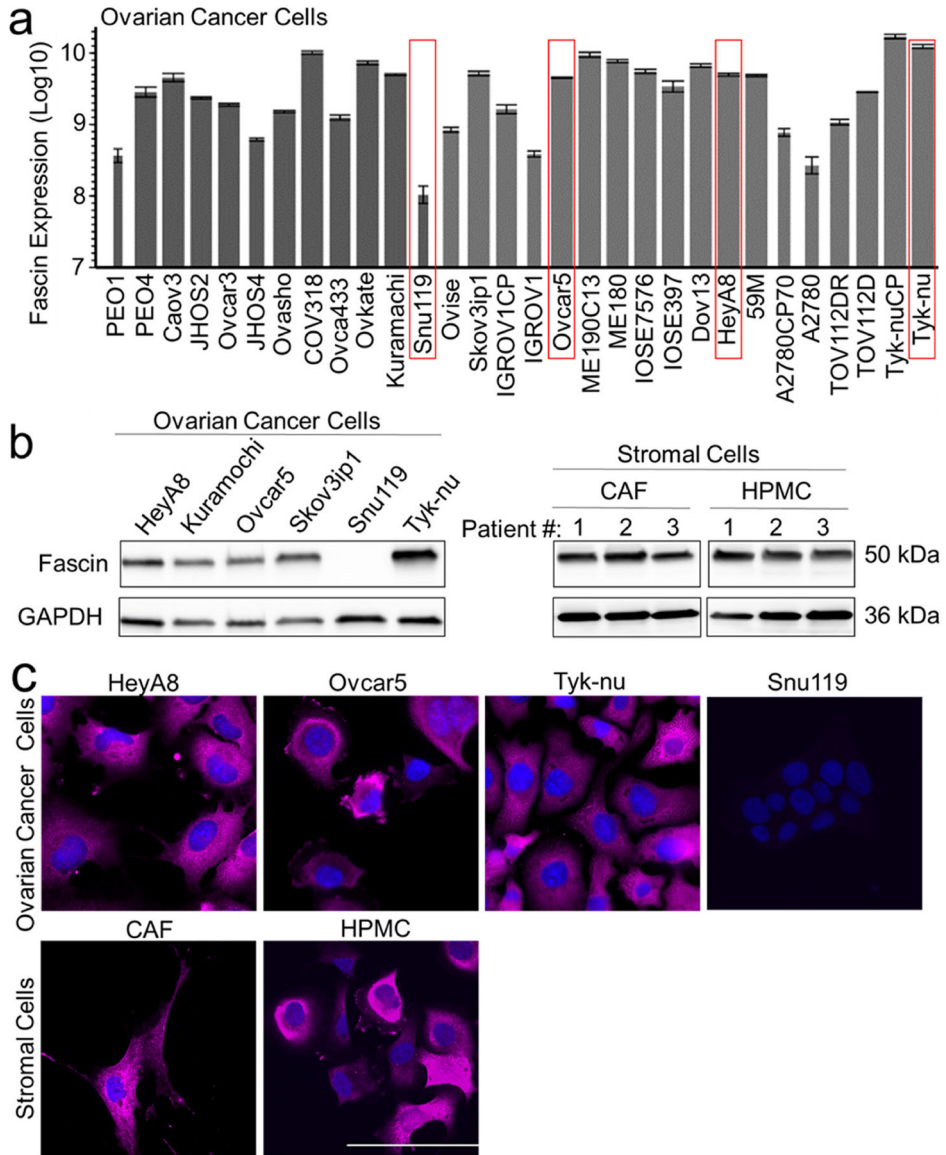 a
Ovarian Cancer Cells
Fascin Expression (Log10)
10
9
8
7
PEO1
PEO4
Caov3
JHOS2
Ovcar3
JHOS4
Ovasho
COV318
Ovca433
Ovkate
Kuramachi
Snu119
Ovise
Skov3ip1
IGROV1CP
IGROV1
Ovcar5
ME190C13
ME180
IOSE7576
IOSE397
Dov13
HeyA8
59M
A2780CP70
A2780
TOV112DR
TOV112D
Tyk-nuCP
Tyk-nu
b
Ovarian Cancer Cells
HeyA8
Kuramochi
Ovcar5
Skov3ip1
Snu119
Tyk-nu
Stromal Cells
CAF HPMC
Patient #: 1 2 3 1 2 3
Fascin 50 kDa
GAPDH 36 kDa
c
HeyA8 Ovcar5 Tyk-nu Snu119
Ovarian Cancer Cells
CAF HPMC
Stromal Cells